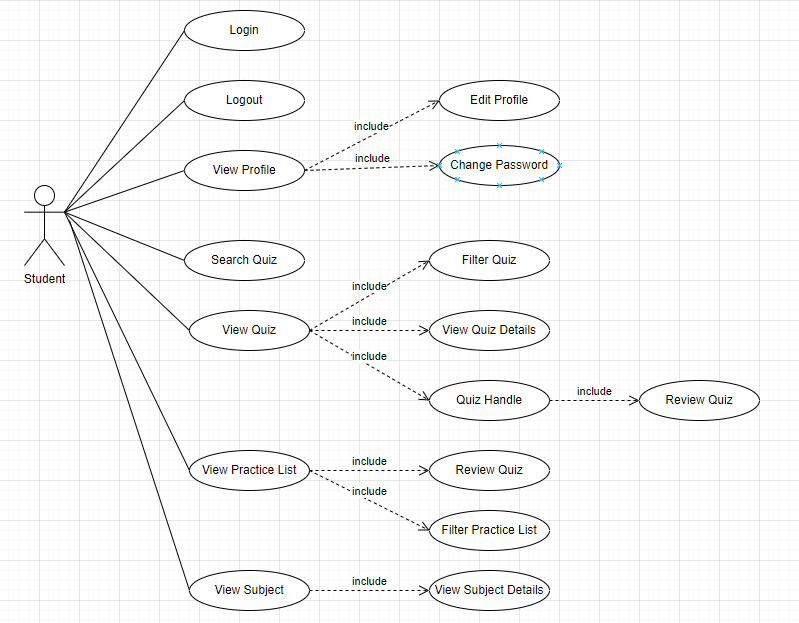 Login
Logout
Edit Profile
include
include
Change Password
View Profile
Student
Search Quiz
Filter Quiz
include
include
View Quiz
View Quiz Details
include
Quiz Handle
include
Review Quiz
include
View Practice List
Review Quiz
include
Filter Practice List
include
View Subject
View Subject Details